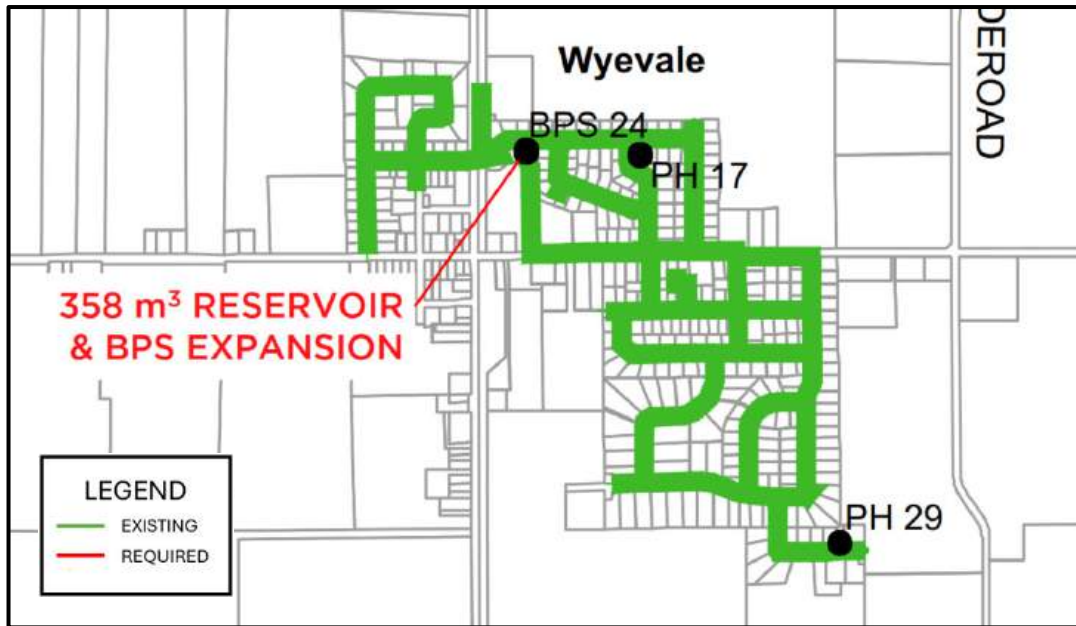 Wyevale
DEROAD
BPS 24
PH 17
358 m³ RESERVOIR
& BPS EXPANSION
LEGEND
EXISTING
REQUIRED
PH 29